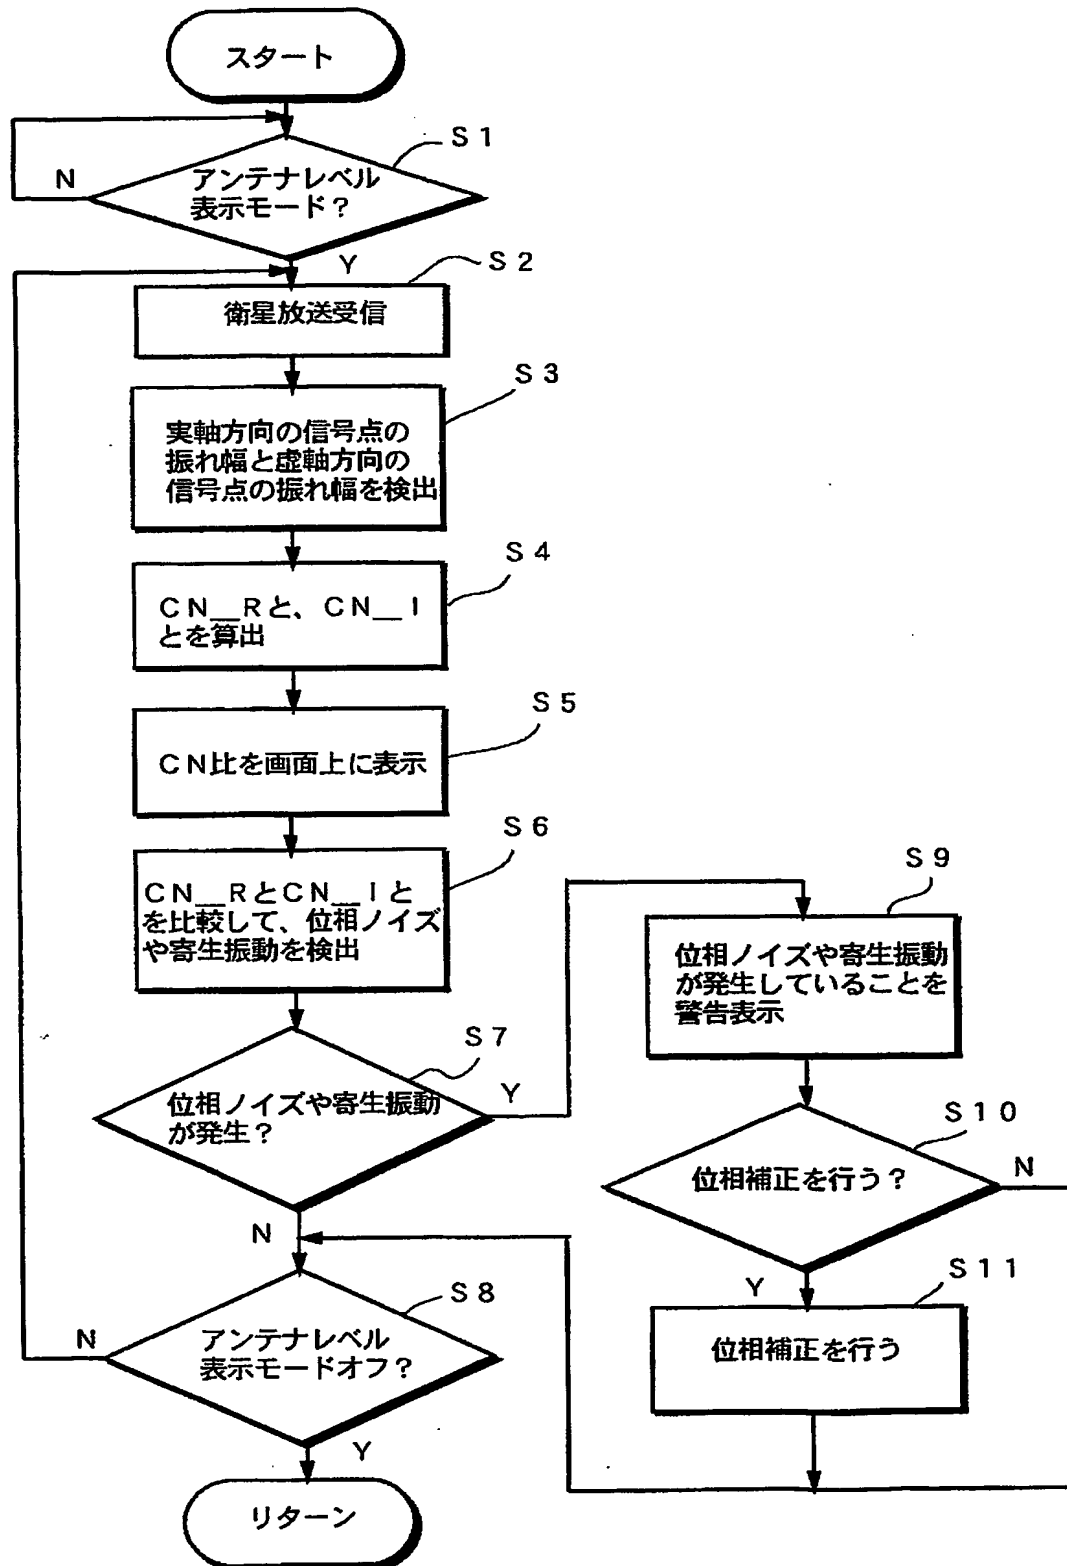 スタート
S1
N
アンテナレベル
表示モード？
Y
S2
衛星放送受信
S3
実軸方向の信号点の
振れ幅と虚軸方向の
信号点の振れ幅を検出
S4
CN__Rと、CN__I
とを算出
S5
CN比を画面上に表示
S6
CN__RとCN__Iと
を比較して、位相ノイズ
や寄生振動を検出
S7
Y
位相ノイズや寄生振動
が発生？
N
S8
N
アンテナレベル
表示モードオフ？
Y
リターン
S9
位相ノイズや寄生振動
が発生していることを
警告表示
S10
N
位相補正を行う？
Y
S11
位相補正を行う